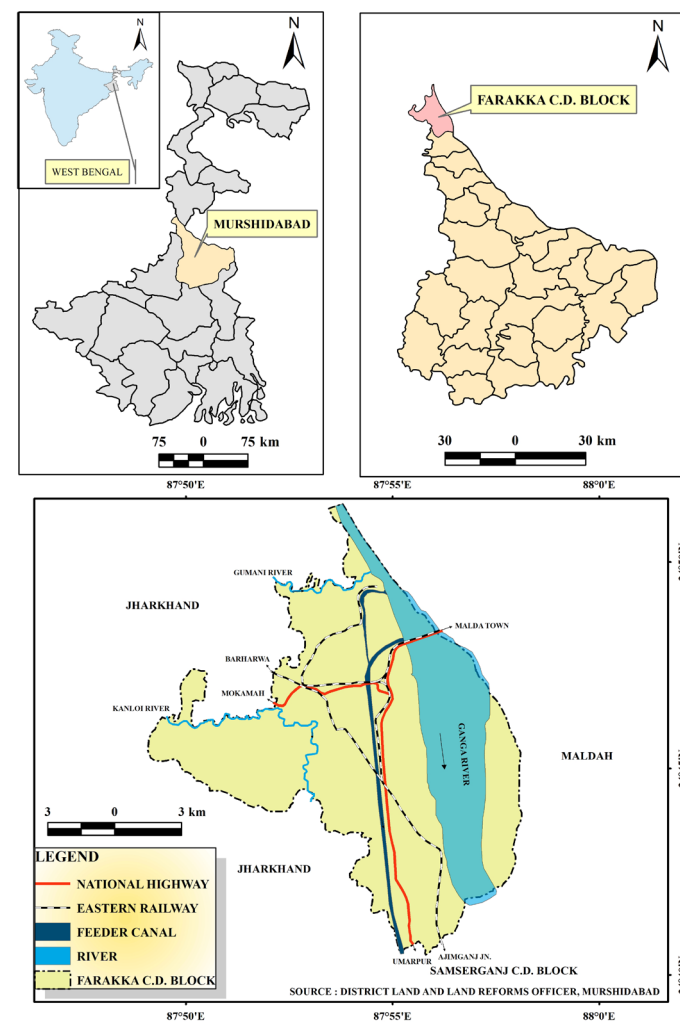 N
WEST BENGAL
MURSHIDABAD
75 0 75 km
N
FARAKKA C.D. BLOCK
30 0 30 km
87°50'E 87°55'E 88°0'E
GUMANI RIVER
JHARKHAND
MALDA TOWN
BARHARWA
MOKAMAH
KANLOI RIVER
GANGA RIVER
MALDAH
3 0 3 km
LEGEND
NATIONAL HIGHWAY
EASTERN RAILWAY
FEEDER CANAL
RIVER
FARAKKA C.D. BLOCK
JHARKHAND
UMARPUR
AJIMGANJ JN.
SAMSERGANJ C.D. BLOCK
SOURCE : DISTRICT LAND AND LAND REFORMS OFFICER, MURSHIDABAD
87°50'E 87°55'E 88°0'E